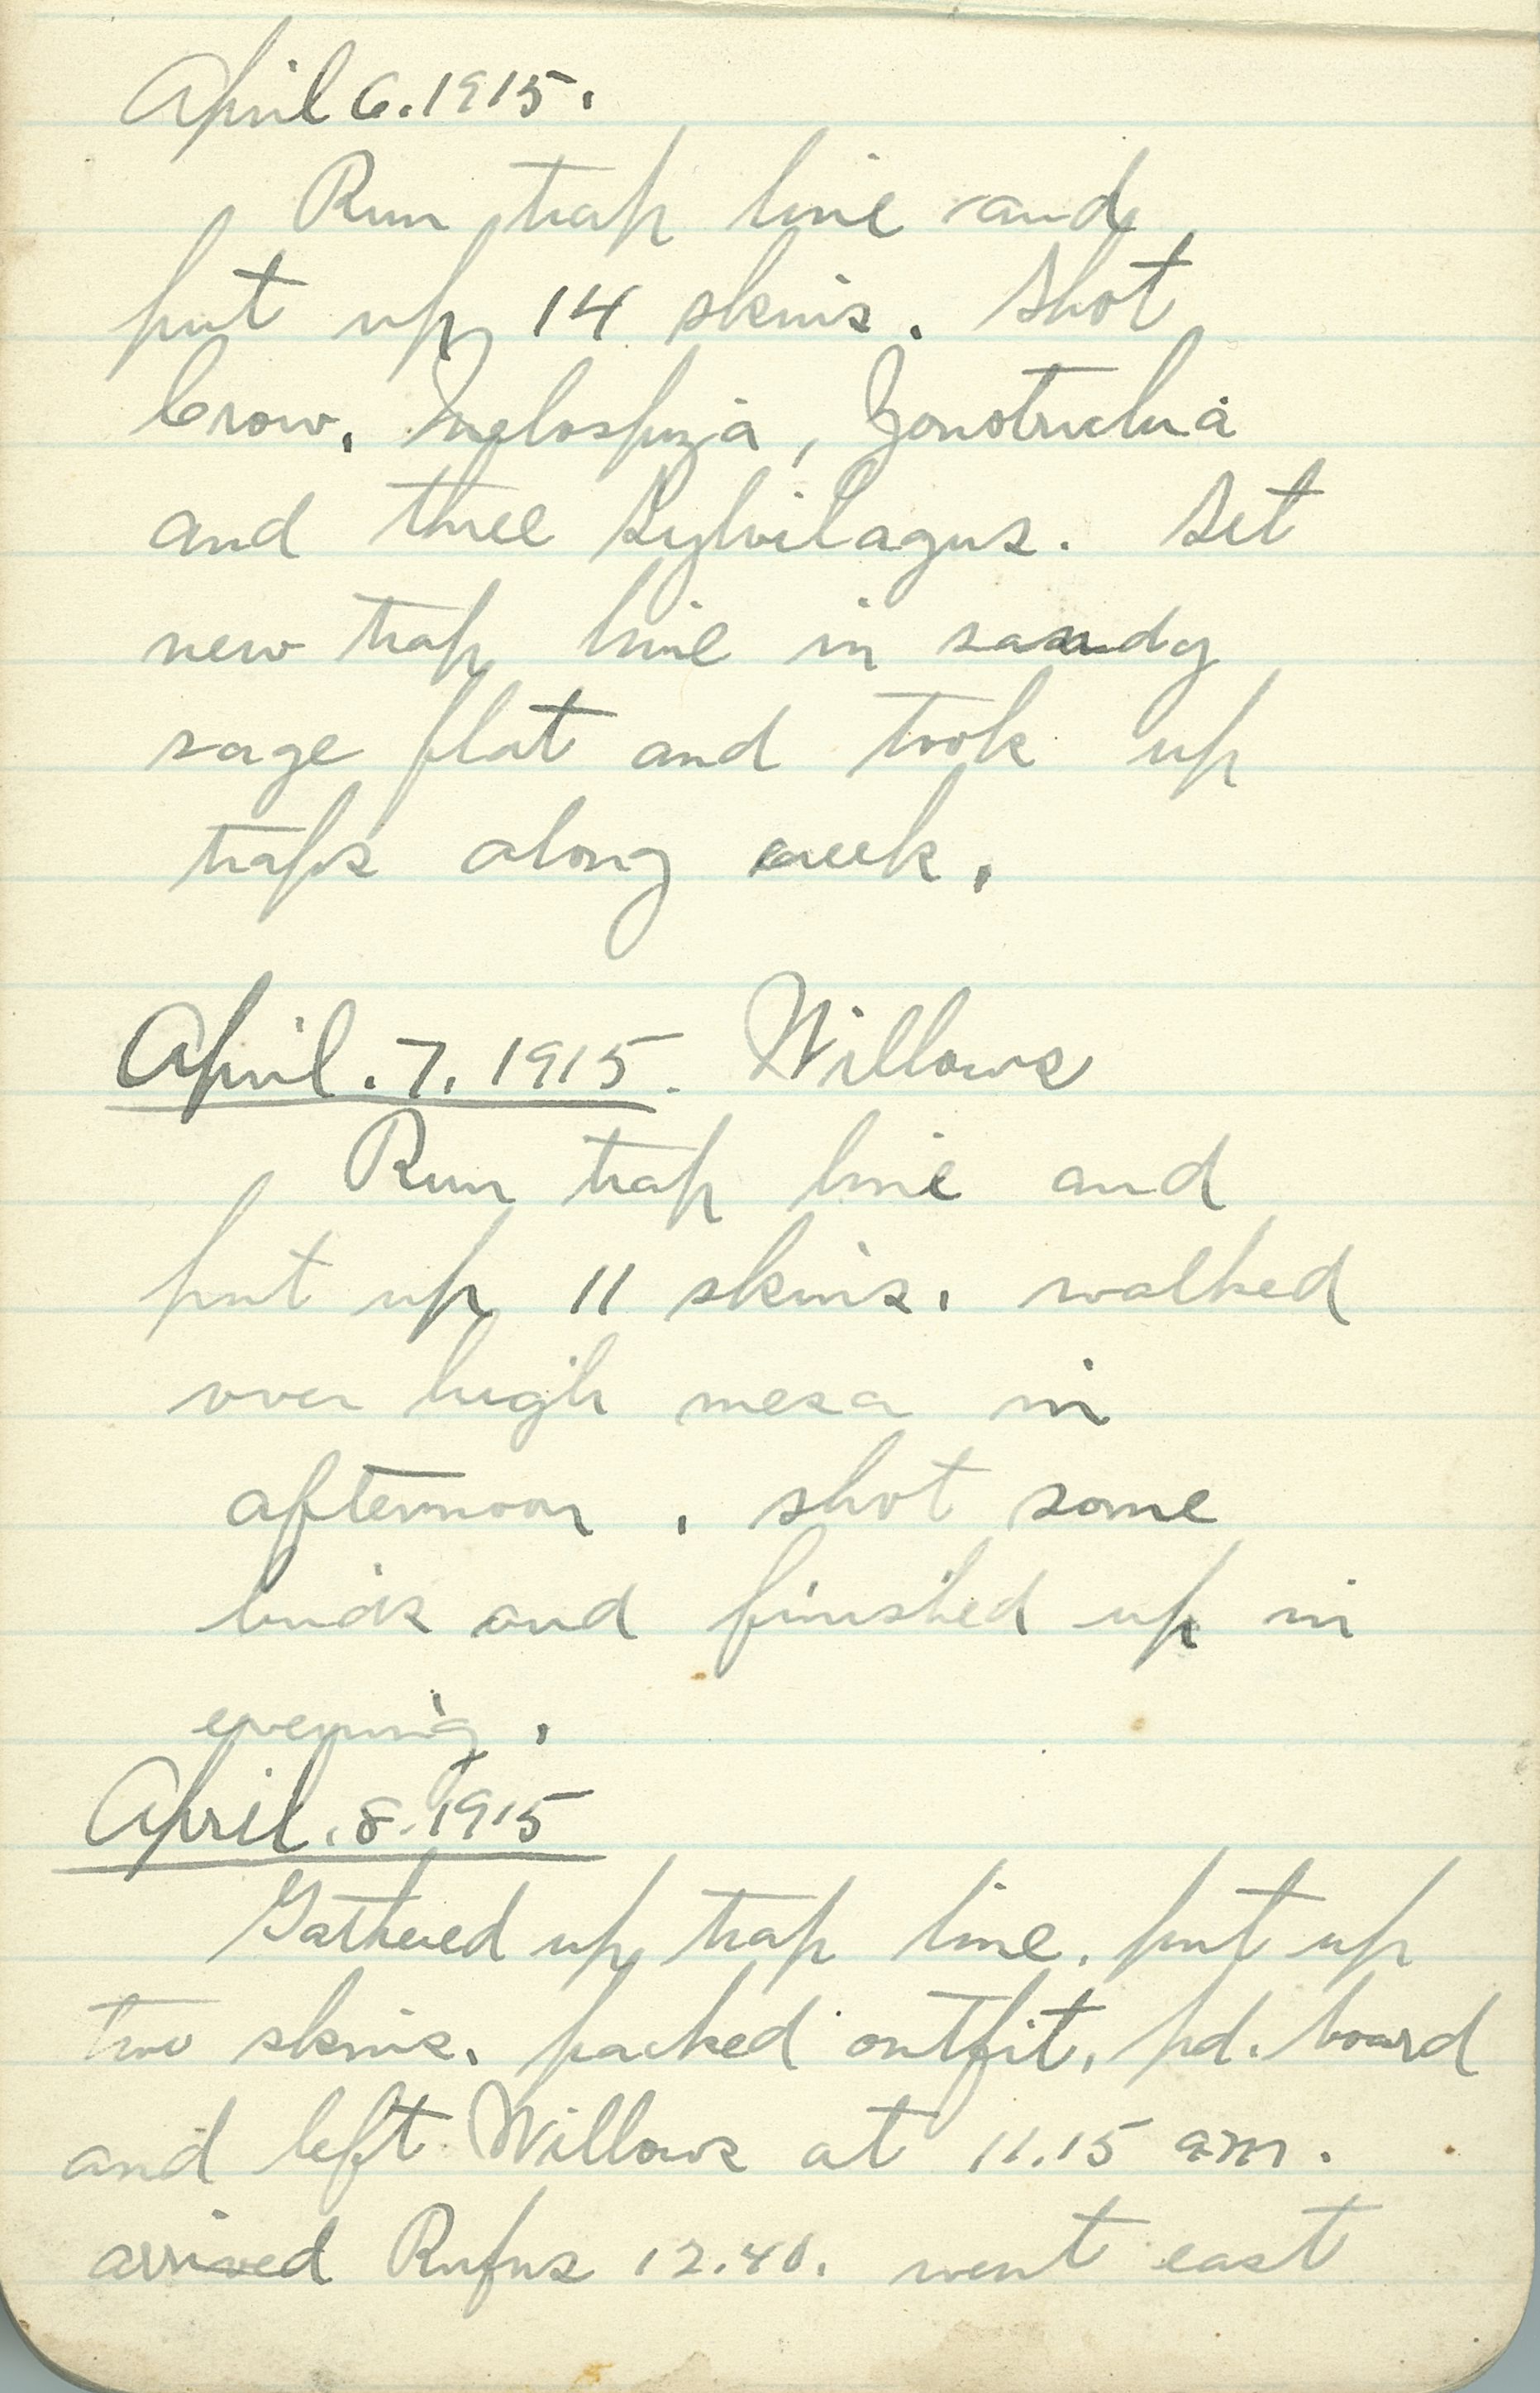 April 6. 1915.
Run trap line and
put up 14 skins. Shot
Crow, Melospiza, Zonotrichia
and three Sylvilagus. Set
new trap line in sandy
sage flat and took up
traps along creek.
April. 7. 1915. Willows
Run trap line and
put up 11 skins. walked
over high mesa in
afternoon. shot some
birds and finished up in
evening.
April. 8. 1915
Gathered up trap line. put up
two skins. packed outfit. pd. board
and left Willows at 11.15 am.
arrived Rufus 12.40. went east